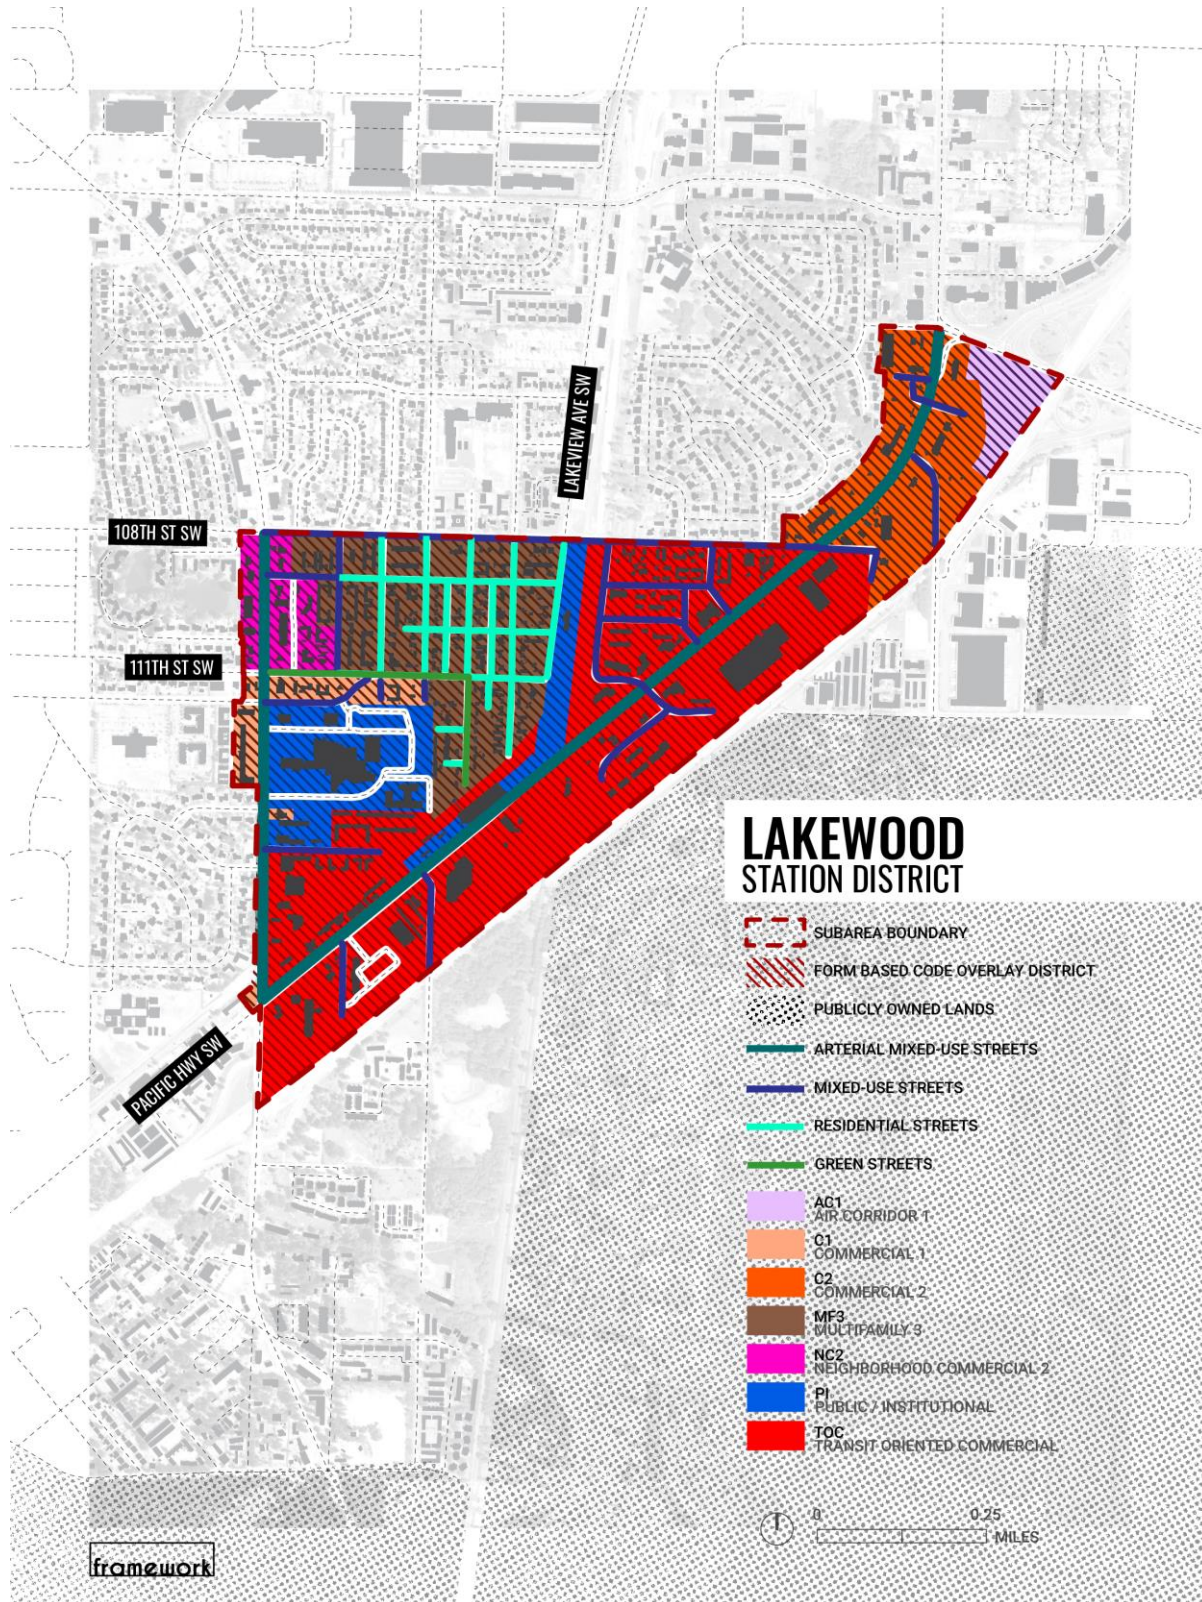 LAKEVIEW AVE SW
108TH ST SW
111TH ST SW
PACIFIC HWY SW
LAKEWOOD
STATION DISTRICT
SUBAREA BOUNDARY
FORM BASED CODE OVERLAY DISTRICT
PUBLICLY OWNED LANDS
ARTERIAL MIXED-USE STREETS
MIXED-USE STREETS
RESIDENTIAL STREETS
GREEN STREETS
AC1
AIR CORRIDOR 1
C1
COMMERCIAL 1
C2
COMMERCIAL 2
MF3
MULTIFAMILY 3
NC2
NEIGHBORHOOD COMMERCIAL 2
PI
PUBLIC / INSTITUTIONAL
TOC
TRANSIT ORIENTED COMMERCIAL
0 0.25
MILES
framework